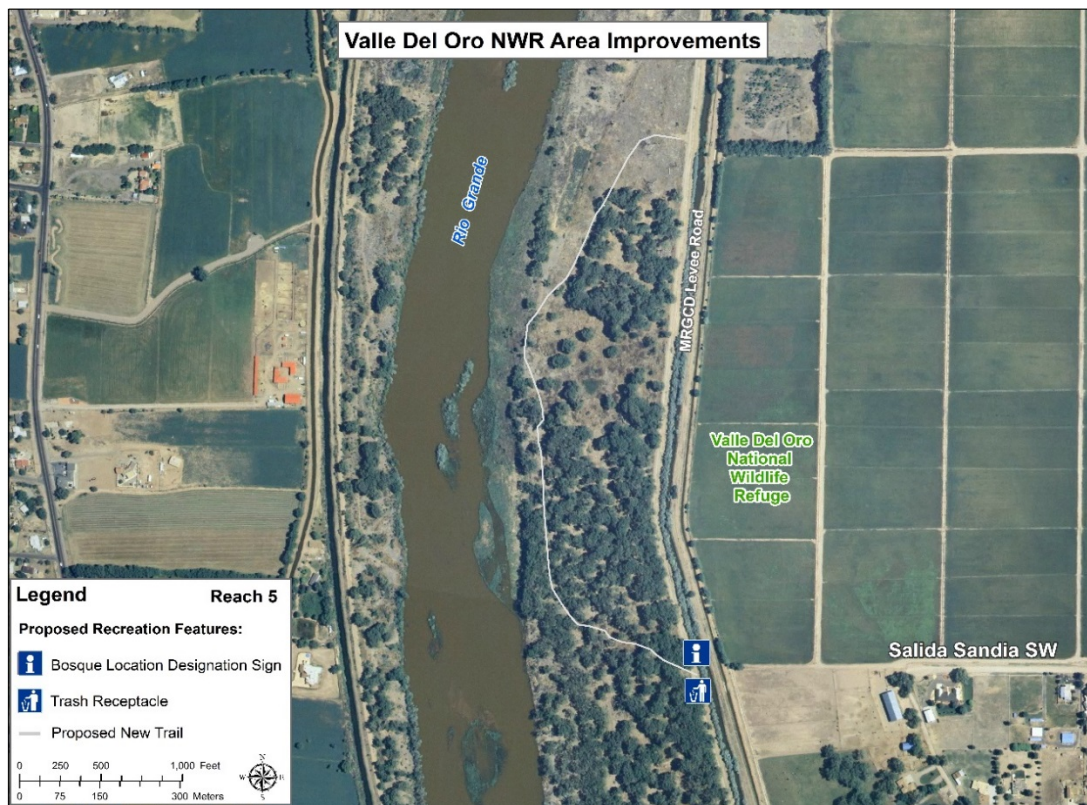 Valle Del Oro NWR Area Improvements
Rio Grande
MRGCD Levee Road
Valle Del Oro
National
Wildlife
Refuge
Salida Sandia SW
Legend Reach 5
Proposed Recreation Features:
Bosque Location Designation Sign
Trash Receptacle
Proposed New Trail
0 250 500 1,000 Feet
0 75 150 300 Meters
N
W E
S